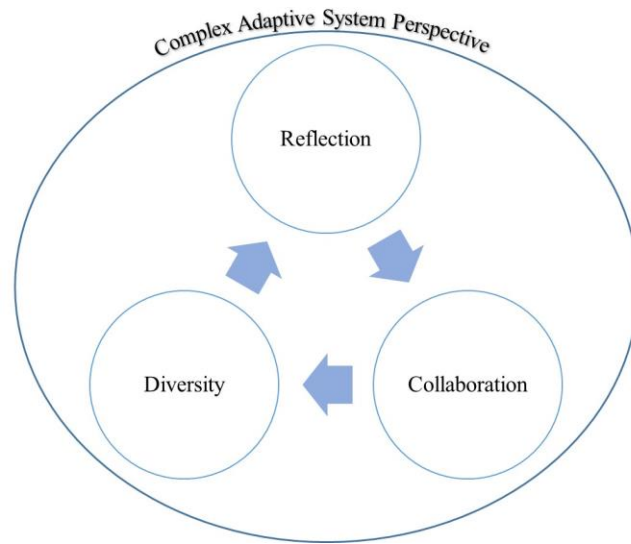 Complex Adaptive System Perspective
Reflection
Diversity
Collaboration